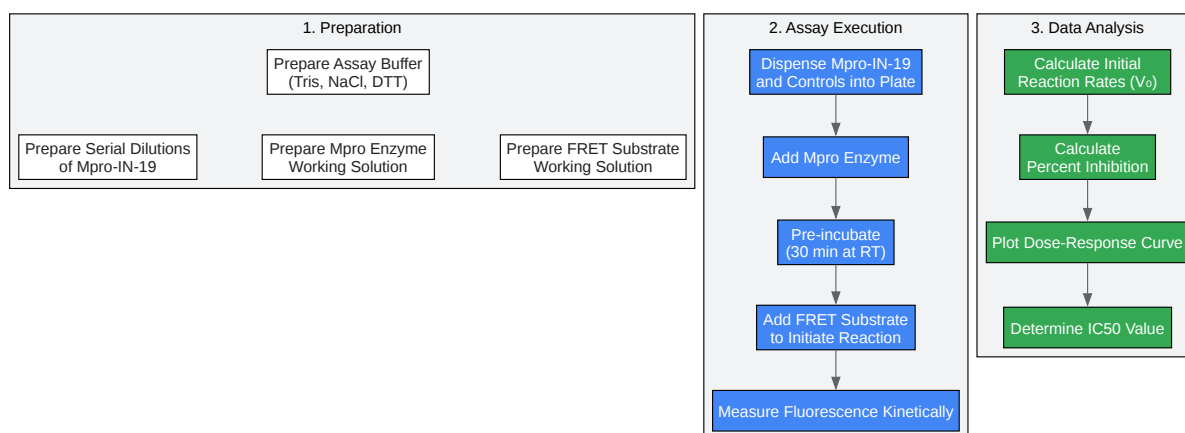 1. Preparation
Prepare Assay Buffer
(Tris, NaCl, DTT)
Prepare Serial Dilutions
of Mpro-IN-19
Prepare Mpro Enzyme
Working Solution
Prepare FRET Substrate
Working Solution
2. Assay Execution
Dispense Mpro-IN-19
and Controls into Plate
Add Mpro Enzyme
Pre-incubate
(30 min at RT)
Add FRET Substrate
to Initiate Reaction
Measure Fluorescence Kinetically
3. Data Analysis
Calculate Initial
Reaction Rates (V₀)
Calculate
Percent Inhibition
Plot Dose-Response Curve
Determine IC50 Value